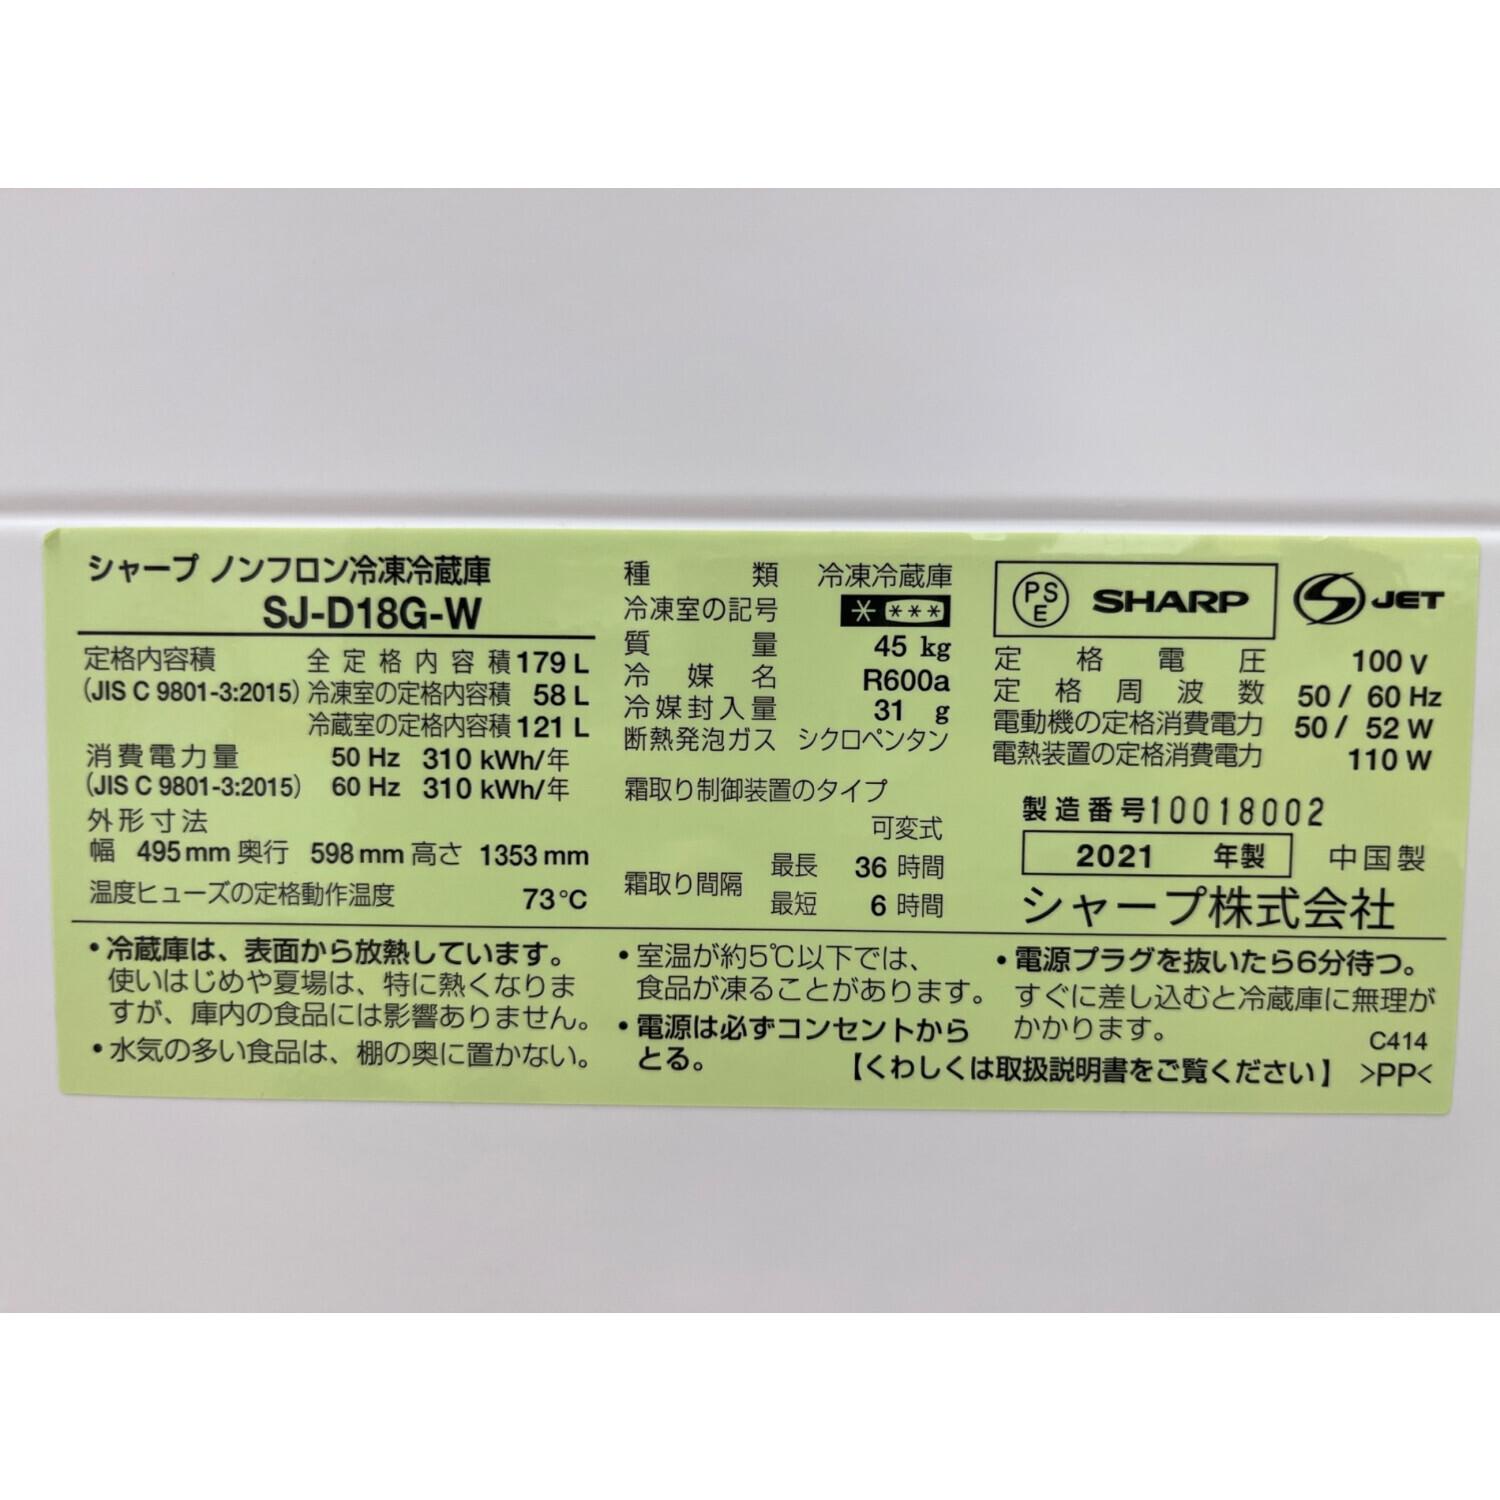 シャープ ノンフロン冷凍冷蔵庫
SJ-D18G-W
定格内容積 全定格内容積 179 L
(JIS C 9801-3:2015) 冷凍室の定格内容積 58 L
冷蔵室の定格内容積 121 L
消費電力量 50 Hz 310 kWh/年
(JIS C 9801-3:2015) 60 Hz 310 kWh/年
外形寸法
幅 495 mm 奥行 598 mm 高さ 1353 mm
温度ヒューズの定格動作温度 73℃
種類 冷凍冷蔵庫
冷凍室の記号 * ***
質量 45 kg
冷媒名 R600a
冷媒封入量 31 g
断熱発泡ガス シクロペンタン
霜取り制御装置のタイプ
可変式
霜取り間隔 最長 36 時間
最短 6 時間
PS E SHARP S JET
定格電圧 100 V
定格周波数 50 / 60 Hz
電動機の定格消費電力 50 / 52 W
電熱装置の定格消費電力 110 W
製造番号 10018002
2021 年製 中国製
シャープ株式会社
・冷蔵庫は、表面から放熱しています。
使いはじめや夏場は、特に熱くなりま
すが、庫内の食品には影響ありません。
・水気の多い食品は、棚の奥に置かない。
・室温が約5℃以下では、
食品が凍ることがあります。
・電源は必ずコンセントから
とる。
・電源プラグを抜いたら6分待つ。
すぐに差し込むと冷蔵庫に無理が
かかります。
C414
【くわしくは取扱説明書をご覧ください】 >PP<